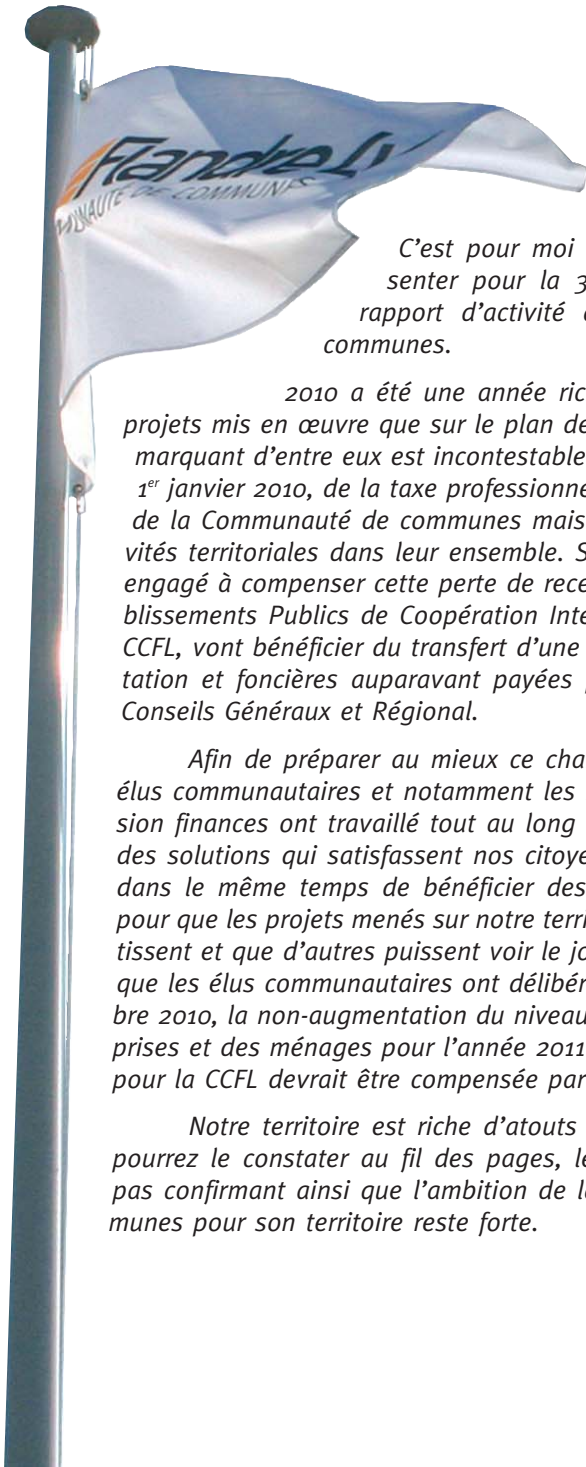 Flandre Ly
MUNAUTÉ DE COMMUNES
C'est pour moi
senter pour la 3
rapport d'activité
communes.
2010 a été une année ric
projets mis en œuvre que sur le plan de
marquant d'entre eux est incontestable
1er janvier 2010, de la taxe professionne
de la Communauté de communes mais
vités territoriales dans leur ensemble. S
engagé à compenser cette perte de rece
blissements Publics de Coopération Inte
CCFL, vont bénéficier du transfert d'une
tation et foncières auparavant payées
Conseils Généraux et Régional.
Afin de préparer au mieux ce cha
élus communautaires et notamment les
sion finances ont travaillé tout au long
des solutions qui satisfassent nos citoye
dans le même temps de bénéficier des
pour que les projets menés sur notre terri
tissent et que d'autres puissent voir le jo
que les élus communautaires ont délibér
bre 2010, la non-augmentation du niveau
prises et des ménages pour l'année 2011
pour la CCFL devrait être compensée par
Notre territoire est riche d'atouts
pourrez le constater au fil des pages, le
pas confirmant ainsi que l'ambition de l
munes pour son territoire reste forte.